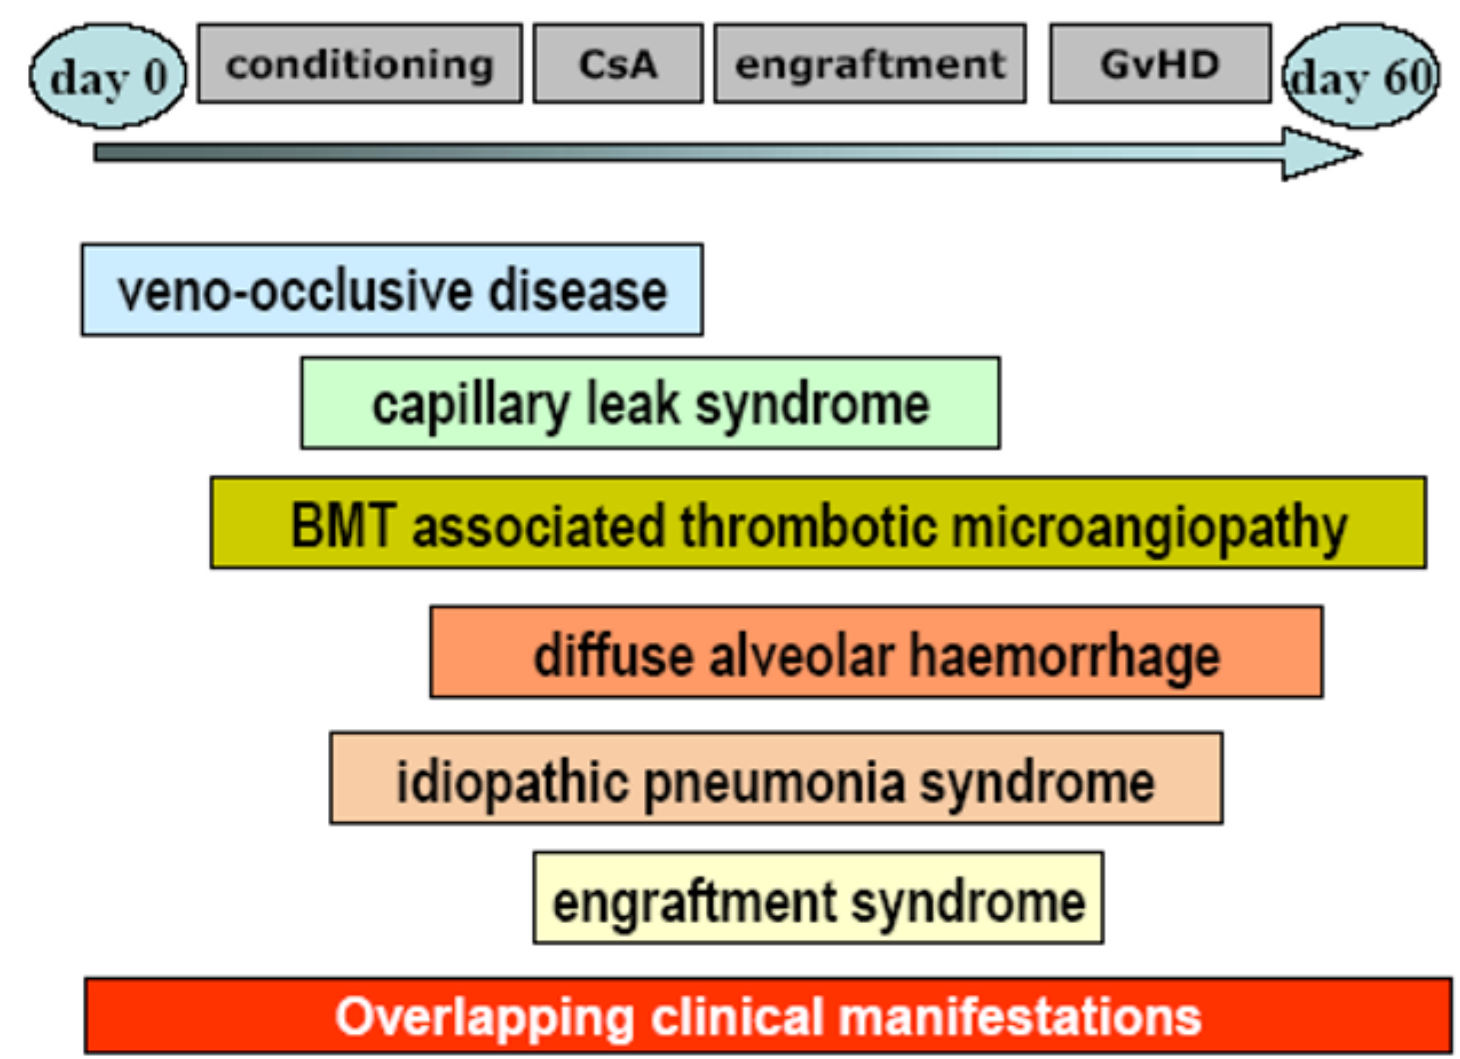 day 0 conditioning CsA engraftment GvHD day 60
veno-occlusive disease
capillary leak syndrome
BMT associated thrombotic microangiopathy
diffuse alveolar haemorrhage
idiopathic pneumonia syndrome
engraftment syndrome
Overlapping clinical manifestations